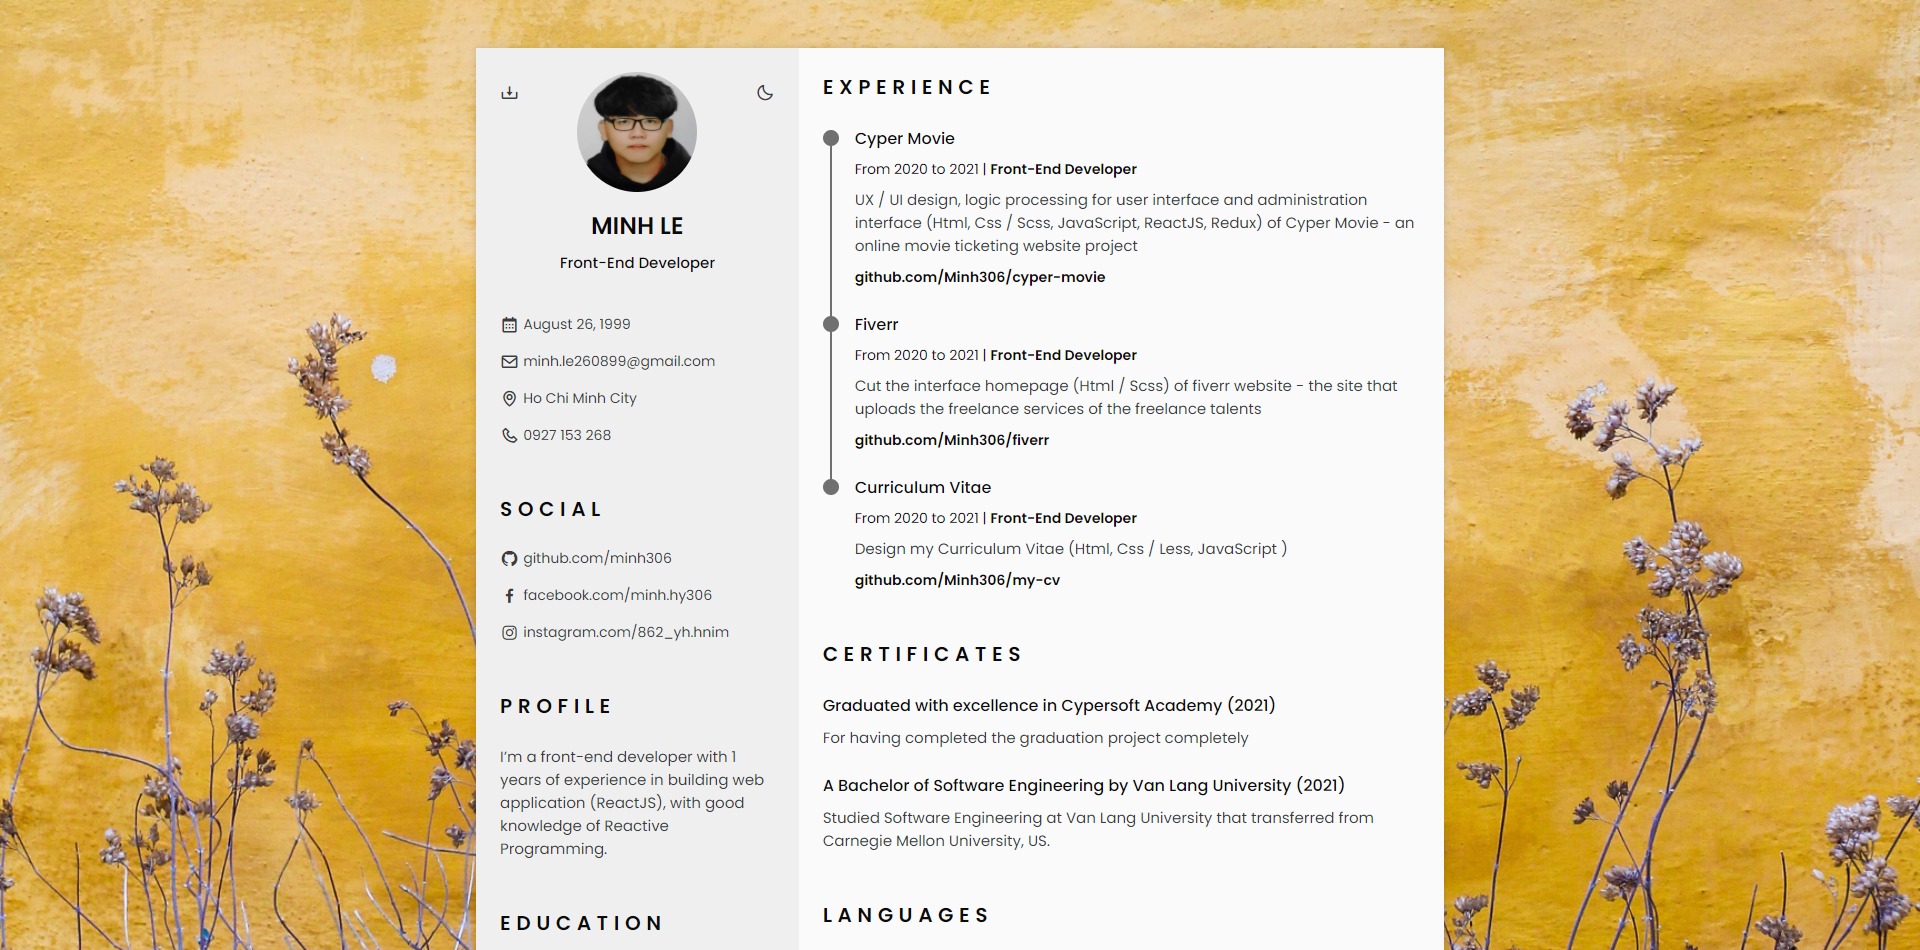 MINH LE
Front-End Developer
August 26, 1999
minh.le260899@gmail.com
Ho Chi Minh City
0927 153 268
SOCIAL
github.com/minh306
facebook.com/minh.hy306
instagram.com/862_yh.hnim
PROFILE
I'm a front-end developer with 1
years of experience in building web
application (ReactJS), with good
knowledge of Reactive
Programming.
EDUCATION
EXPERIENCE
Cyper Movie
From 2020 to 2021 | Front-End Developer
UX / UI design, logic processing for user interface and administration
interface (Html, Css / Scss, JavaScript, ReactJS, Redux) of Cyper Movie - an
online movie ticketing website project
github.com/Minh306/cyper-movie
Fiverr
From 2020 to 2021 | Front-End Developer
Cut the interface homepage (Html / Scss) of fiverr website - the site that
uploads the freelance services of the freelance talents
github.com/Minh306/fiverr
Curriculum Vitae
From 2020 to 2021 | Front-End Developer
Design my Curriculum Vitae (Html, Css / Less, JavaScript )
github.com/Minh306/my-cv
CERTIFICATES
Graduated with excellence in Cypersoft Academy (2021)
For having completed the graduation project completely
A Bachelor of Software Engineering by Van Lang University (2021)
Studied Software Engineering at Van Lang University that transferred from
Carnegie Mellon University, US.
LANGUAGES